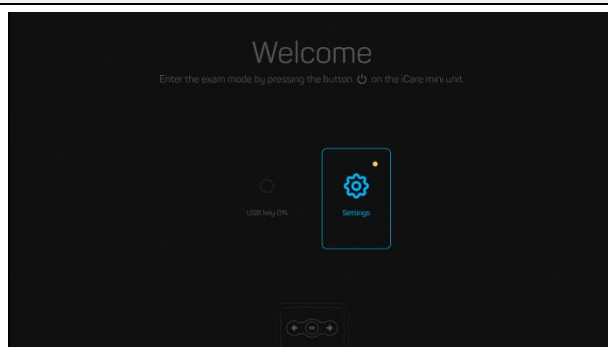 Welcome
Enter the exam mode by pressing the button ⏻ on the iCare mini unit.
USB key 0%
Settings
OK